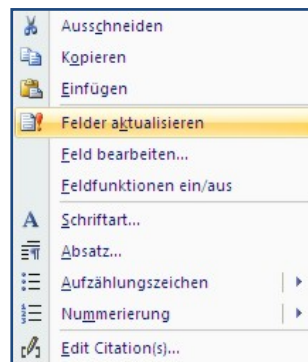 Ausschneiden
Kopieren
Einfügen
Felder aktualisieren
Feld bearbeiten...
Feldfunktionen ein/aus
Schriftart...
Absatz...
Aufzählungszeichen
Nummerierung
Edit Citation(s)...